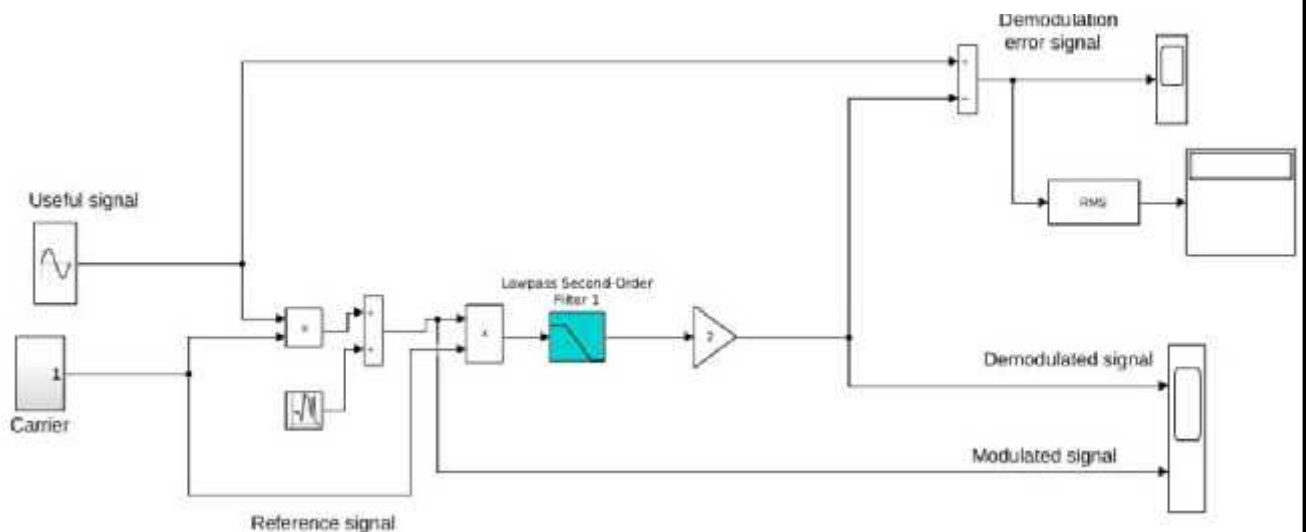 Demodulation
error signal
Useful signal
RMS
Lowpass Second-Order
Filter 1
2
1
Carrier
Demodulated signal
Modulated signal
Reference signal